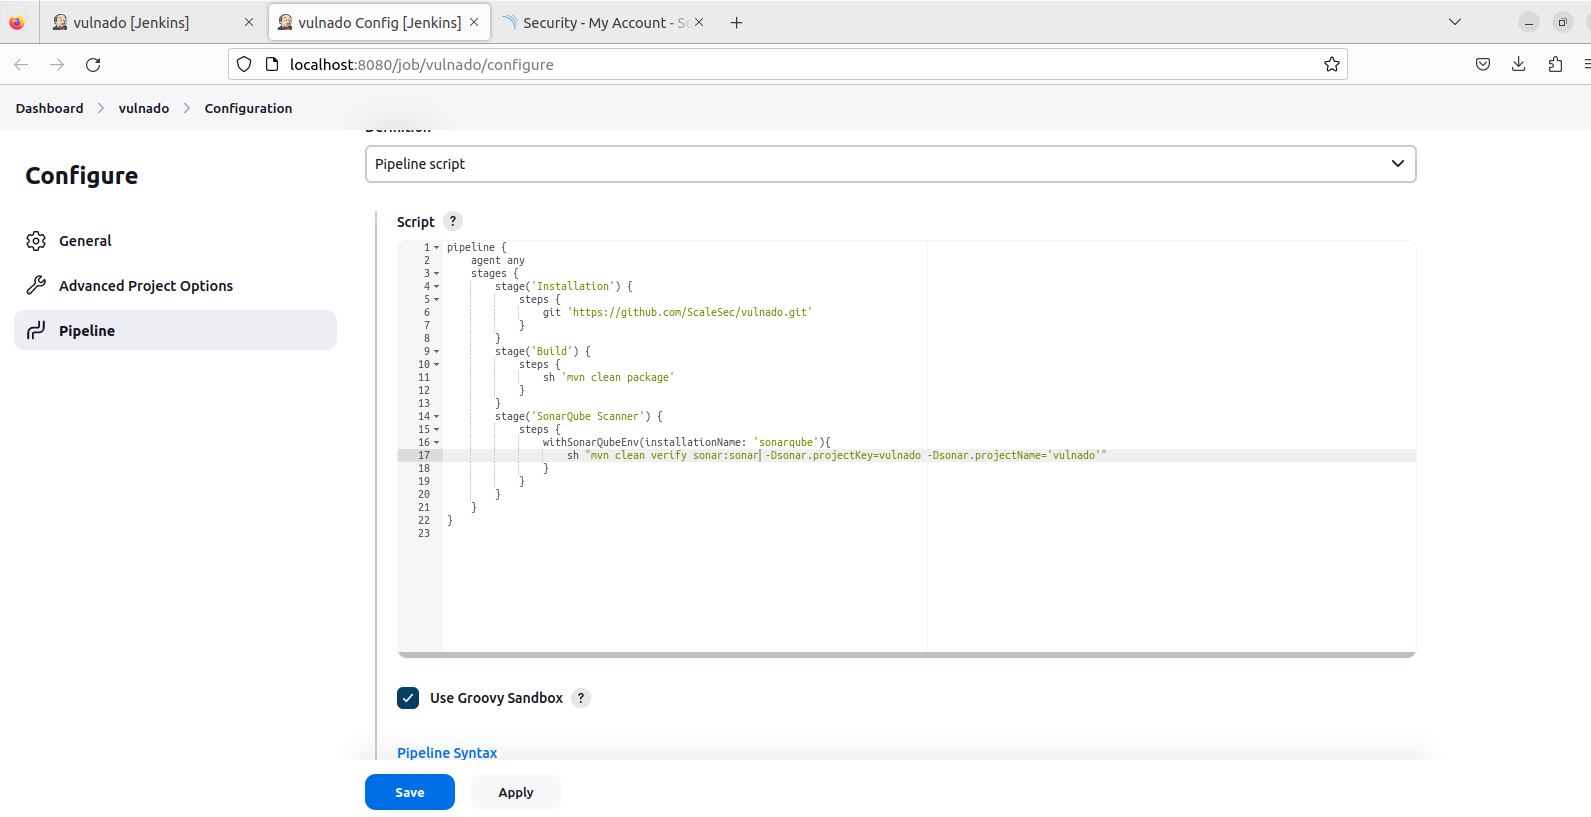 vulnado [Jenkins]
vulnado Config [Jenkins]
Security - My Account - So
localhost:8080/job/vulnado/configure
Dashboard
vulnado
Configuration
Definition
Configure
General
Advanced Project Options
Pipeline
Pipeline script
Script ?
1 pipeline {
2 agent any
3 stages {
4 stage('Installation') {
5 steps {
6 git 'https://github.com/ScaleSec/vulnado.git'
7 }
8 }
9 stage('Build') {
10 steps {
11 sh 'mvn clean package'
12 }
13 }
14 stage('SonarQube Scanner') {
15 steps {
16 withSonarQubeEnv(installationName: 'sonarqube'){
17 sh "mvn clean verify sonar:sonar -Dsonar.projectKey=vulnado -Dsonar.projectName='vulnado'"
18 }
19 }
20 }
21 }
22 }
23
Use Groovy Sandbox ?
Pipeline Syntax
Save
Apply